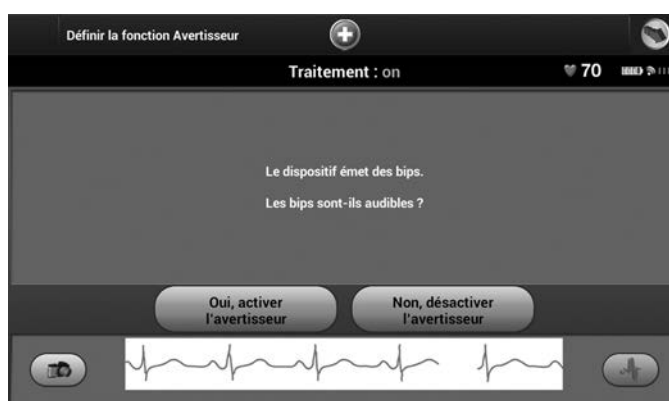 Définir la fonction Avertisseur
Traitement : on
70
Le dispositif émet des bips.
Les bips sont-ils audibles ?
Oui, activer
l'avertisseur
Non, désactiver
l'avertisseur